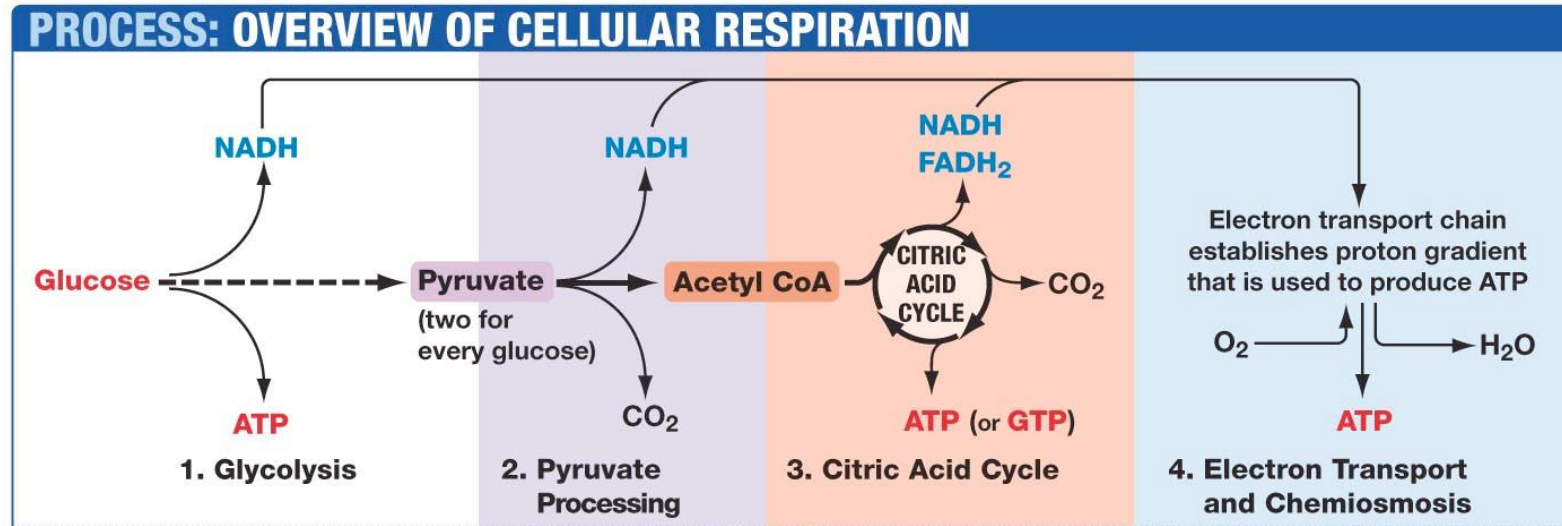 PROCESS: OVERVIEW OF CELLULAR RESPIRATION
NADH
NADH
NADH
FADH₂
Glucose
Pyruvate
(two for
every glucose)
Acetyl CoA
CITRIC
ACID
CYCLE
CO₂
Electron transport chain
establishes proton gradient
that is used to produce ATP
O₂
H₂O
ATP
CO₂
ATP (or GTP)
ATP
1. Glycolysis
2. Pyruvate
Processing
3. Citric Acid Cycle
4. Electron Transport
and Chemiosmosis